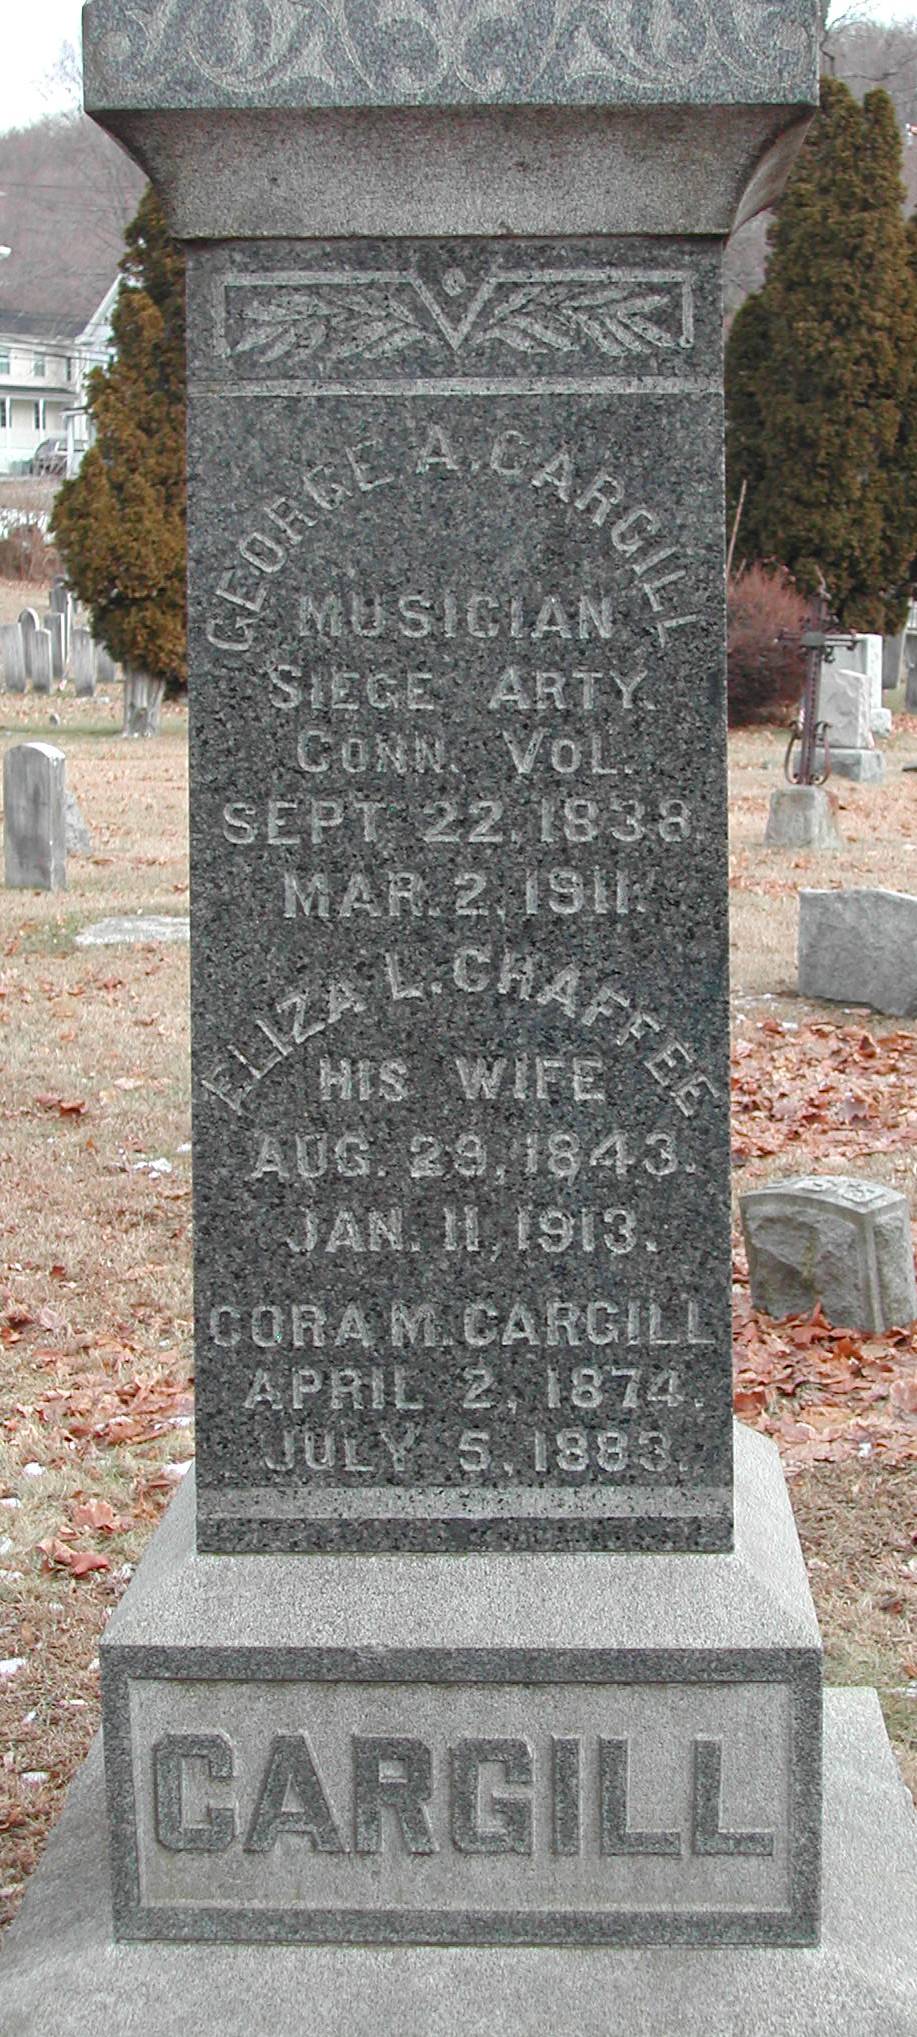 GEORGE A. CARGILL
MUSICIAN
SIEGE ARTY.
CONN. VOL.
SEPT. 22, 1838.
MAR. 2, 1911.
ELIZA L. CHAFFEE
HIS WIFE
AUG. 29, 1843.
JAN. 11, 1913.
CORA M. CARGILL
APRIL 2, 1874.
JULY 5, 1883.
CARGILL